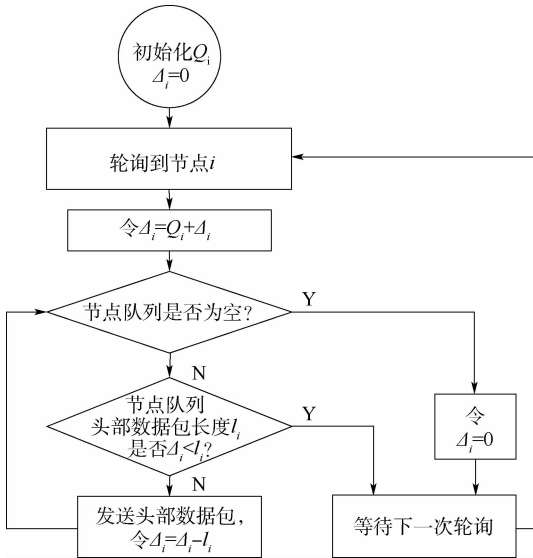 初始化Qi
Δi=0
轮询到节点i
令Δi=Qi+Δi
节点队列是否为空?
Y
N
节点队列
头部数据包长度li
是否Δi<li?
Y
N
令
Δi=0
发送头部数据包,
令Δi=Δi-li
等待下一次轮询